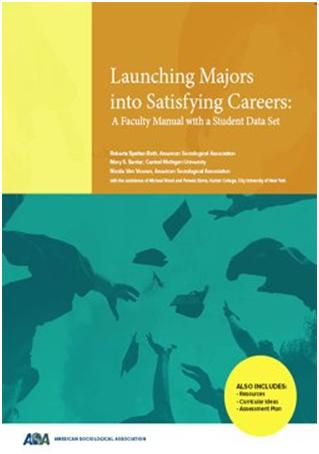 Launching Majors
into Satisfying Careers:
A Faculty Manual with a Student Data Set
Roberta Spalter-Roth, American Sociological Association
Mary S. Senter, Central Michigan University
Nicole Van Vooren, American Sociological Association
with the assistance of Michael Wood and Pamela Stone, Hunter College, City University of New York
ALSO INCLUDES:
- Resources
- Curricular Ideas
- Assessment Plan
ASA AMERICAN SOCIOLOGICAL ASSOCIATION